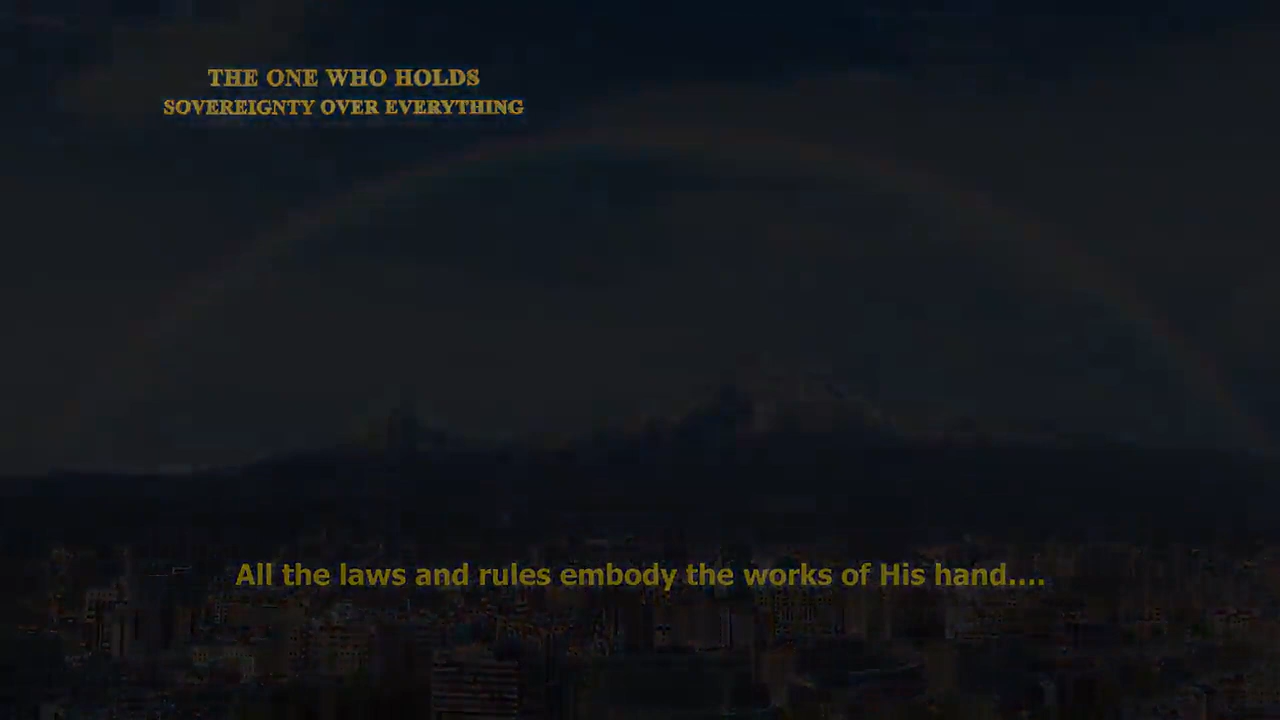 THE ONE WHO HOLDS
SOVEREIGNTY OVER EVERYTHING
All the laws and rules embody the works of His hand....